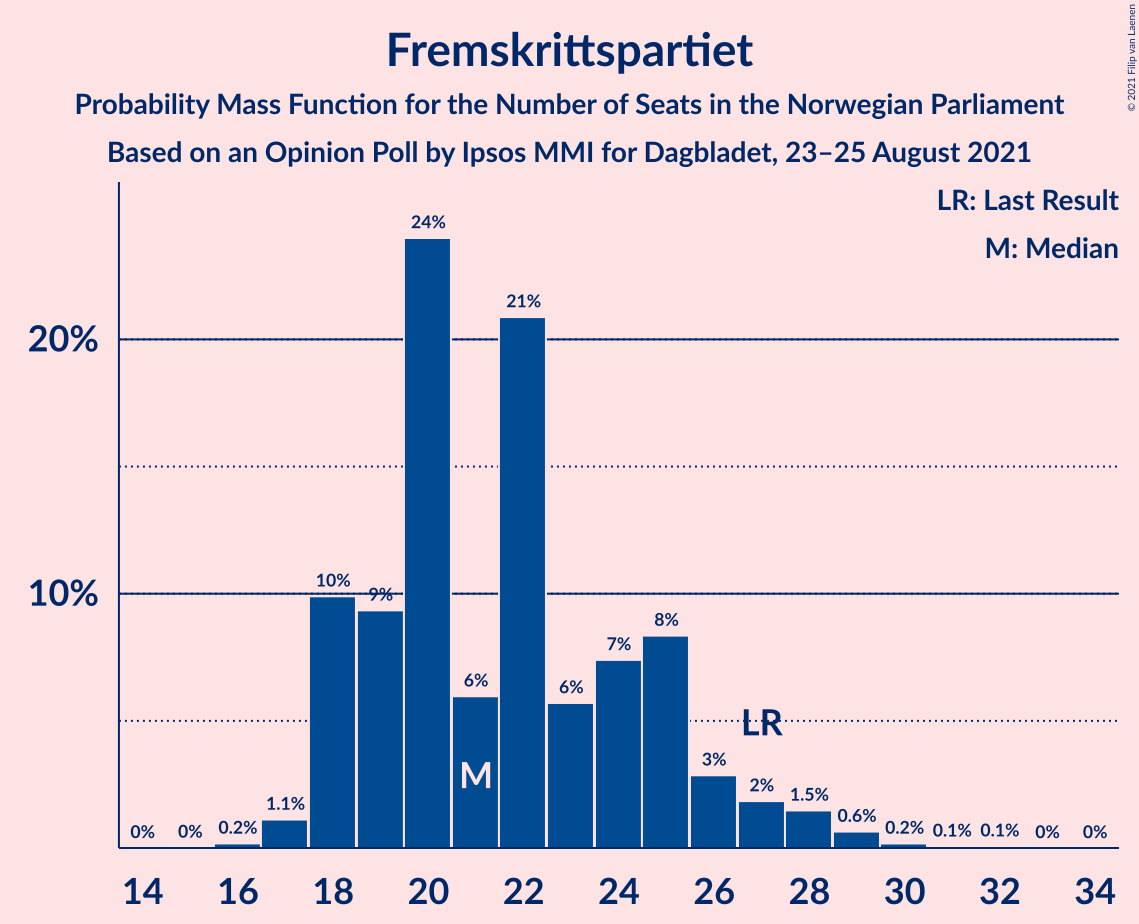 Fremskrittspartiet
Probability Mass Function for the Number of Seats in the Norwegian Parliament
Based on an Opinion Poll by Ipsos MMI for Dagbladet, 23–25 August 2021
© 2021 Filip van Laenen
LR: Last Result
M: Median
20%
10%
0%
0%
0.2%
1.1%
10%
9%
24%
6%
21%
6%
7%
8%
3%
2%
1.5%
0.6%
0.2%
0.1%
0.1%
0%
0%
M
LR
14 16 18 20 22 24 26 28 30 32 34